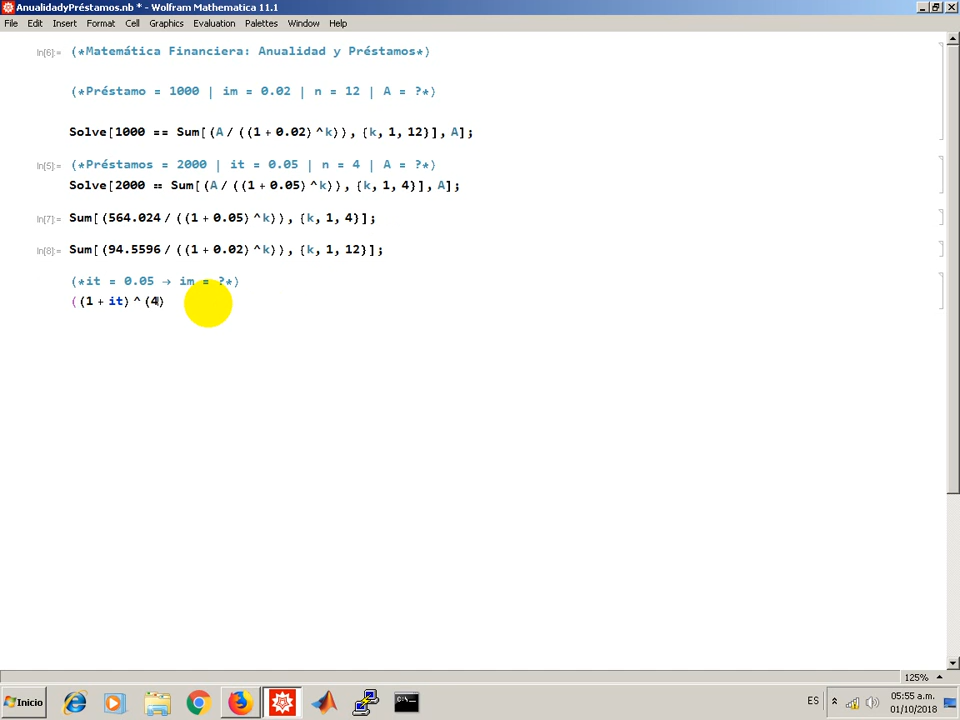 AnualidadyPréstamos.nb * - Wolfram Mathematica 11.1
File Edit Insert Format Cell Graphics Evaluation Palettes Window Help
In[6]:= (*Matemática Financiera: Anualidad y Préstamos*)
(*Préstamo = 1000 | im = 0.02 | n = 12 | A = ?*)
Solve[1000 == Sum[(A / ((1 + 0.02) ^ k)), {k, 1, 12}], A];
In[5]:= (*Préstamos = 2000 | it = 0.05 | n = 4 | A = ?*)
Solve[2000 == Sum[(A / ((1 + 0.05) ^ k)), {k, 1, 4}], A];
In[7]:= Sum[(564.024 / ((1 + 0.05) ^ k)), {k, 1, 4}];
In[8]:= Sum[(94.5596 / ((1 + 0.02) ^ k)), {k, 1, 12}];
(*it = 0.05 → im = ?*)
((1 + it) ^ (4)
125%
Inicio
ES
05:55 a.m.
01/10/2018